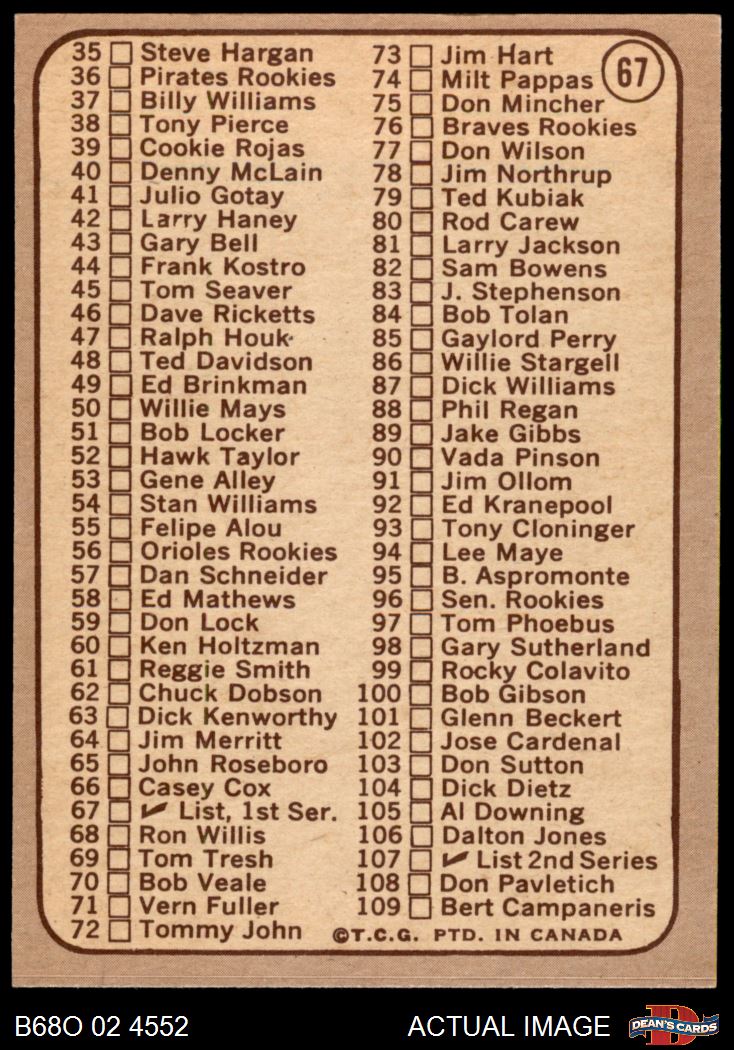 67
35 Steve Hargan
36 Pirates Rookies
37 Billy Williams
38 Tony Pierce
39 Cookie Rojas
40 Denny McLain
41 Julio Gotay
42 Larry Haney
43 Gary Bell
44 Frank Kostro
45 Tom Seaver
46 Dave Ricketts
47 Ralph Houk
48 Ted Davidson
49 Ed Brinkman
50 Willie Mays
51 Bob Locker
52 Hawk Taylor
53 Gene Alley
54 Stan Williams
55 Felipe Alou
56 Orioles Rookies
57 Dan Schneider
58 Ed Mathews
59 Don Lock
60 Ken Holtzman
61 Reggie Smith
62 Chuck Dobson
63 Dick Kenworthy
64 Jim Merritt
65 John Roseboro
66 Casey Cox
67 ✔ List, 1st Ser.
68 Ron Willis
69 Tom Tresh
70 Bob Veale
71 Vern Fuller
72 Tommy John
73 Jim Hart
74 Milt Pappas
75 Don Mincher
76 Braves Rookies
77 Don Wilson
78 Jim Northrup
79 Ted Kubiak
80 Rod Carew
81 Larry Jackson
82 Sam Bowens
83 J. Stephenson
84 Bob Tolan
85 Gaylord Perry
86 Willie Stargell
87 Dick Williams
88 Phil Regan
89 Jake Gibbs
90 Vada Pinson
91 Jim Ollom
92 Ed Kranepool
93 Tony Cloninger
94 Lee Maye
95 B. Aspromonte
96 Sen. Rookies
97 Tom Phoebus
98 Gary Sutherland
99 Rocky Colavito
100 Bob Gibson
101 Glenn Beckert
102 Jose Cardenal
103 Don Sutton
104 Dick Dietz
105 Al Downing
106 Dalton Jones
107 ✔ List 2nd Series
108 Don Pavletich
109 Bert Campaneris
©T.C.G. PTD. IN CANADA
B68O 02 4552
ACTUAL IMAGE
D
DEAN'S CARDS